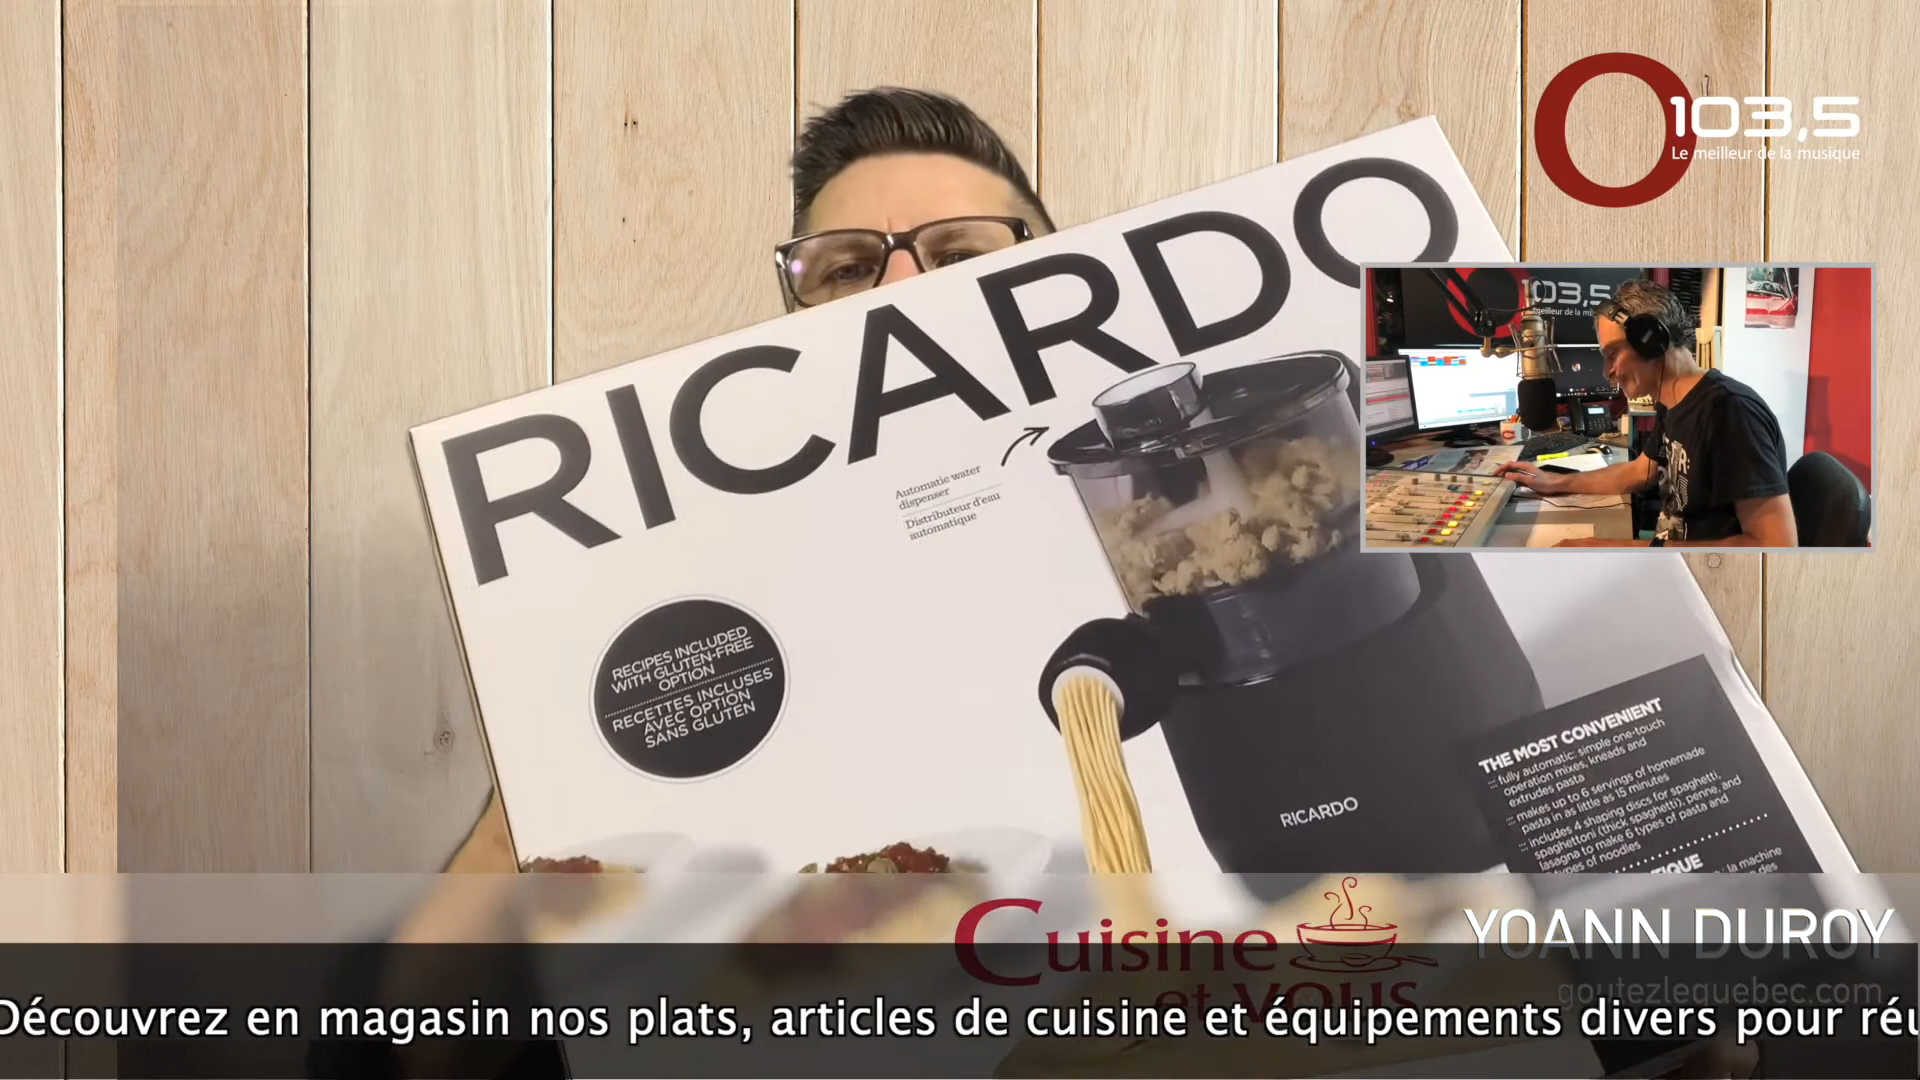 103,5
Le meilleur de la musique
RICARDO
103,5
Automatic water
dispenser
Distributeur d'eau
automatique
RECIPES INCLUDED
WITH GLUTEN-FREE
OPTION
RECETTES INCLUSES
AVEC OPTION
SANS GLUTEN
RICARDO
THE MOST CONVENIENT
::: fully automatic: simple one-touch
operation mixes, kneads and
extrudes pasta
::: makes up to 6 servings of homemade
pasta in as little as 15 minutes
::: includes 4 shaping discs for spaghetti,
spaghettoni (thick spaghetti), penne, and
lasagna to make 6 types of pasta and
types of noodles
la machine
des
Cuisine
et vous
YOANN DUROY
goutezlequebec.com
Découvrez en magasin nos plats, articles de cuisine et équipements divers pour réu